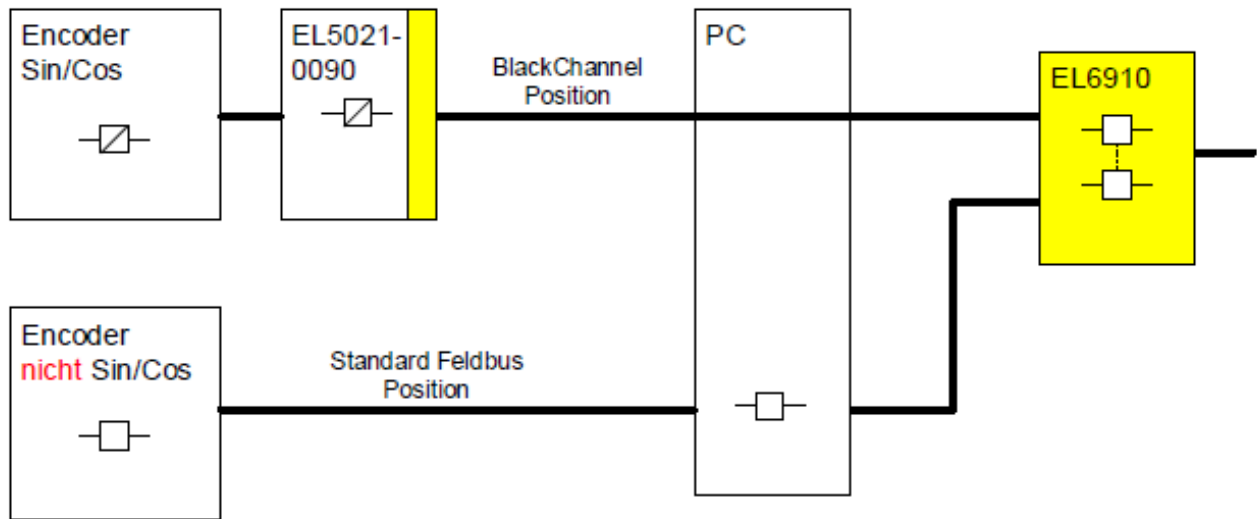 Encoder
Sin/Cos
EL5021-
0090
BlackChannel
Position
PC
EL6910
Encoder
nicht Sin/Cos
Standard Feldbus
Position